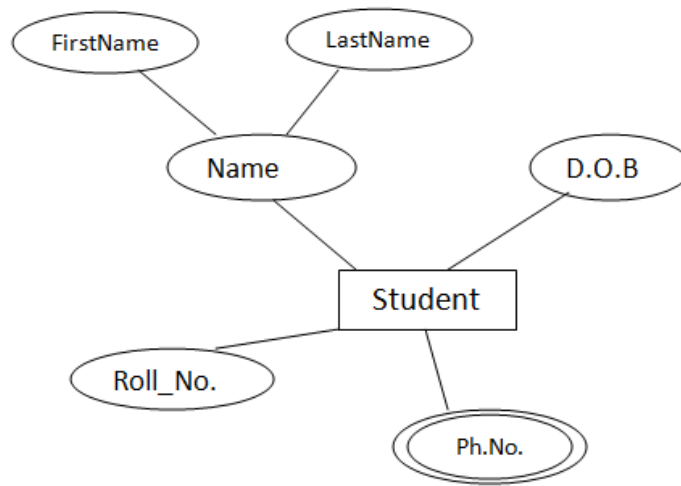 FirstName
LastName
Name
D.O.B
Student
Roll_No.
Ph.No.